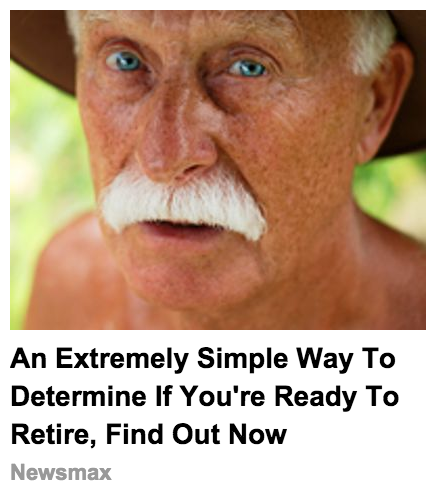 An Extremely Simple Way To
Determine If You're Ready To
Retire, Find Out Now
Newsmax